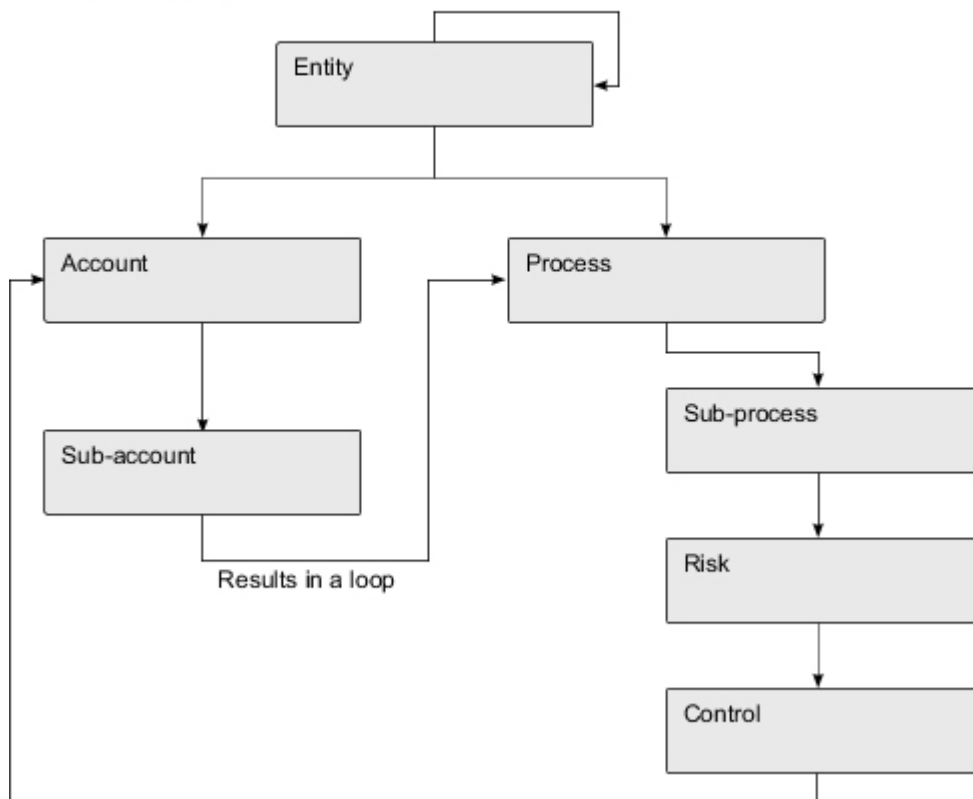 Entity
Account
Process
Sub-process
Sub-account
Risk
Results in a loop
Control